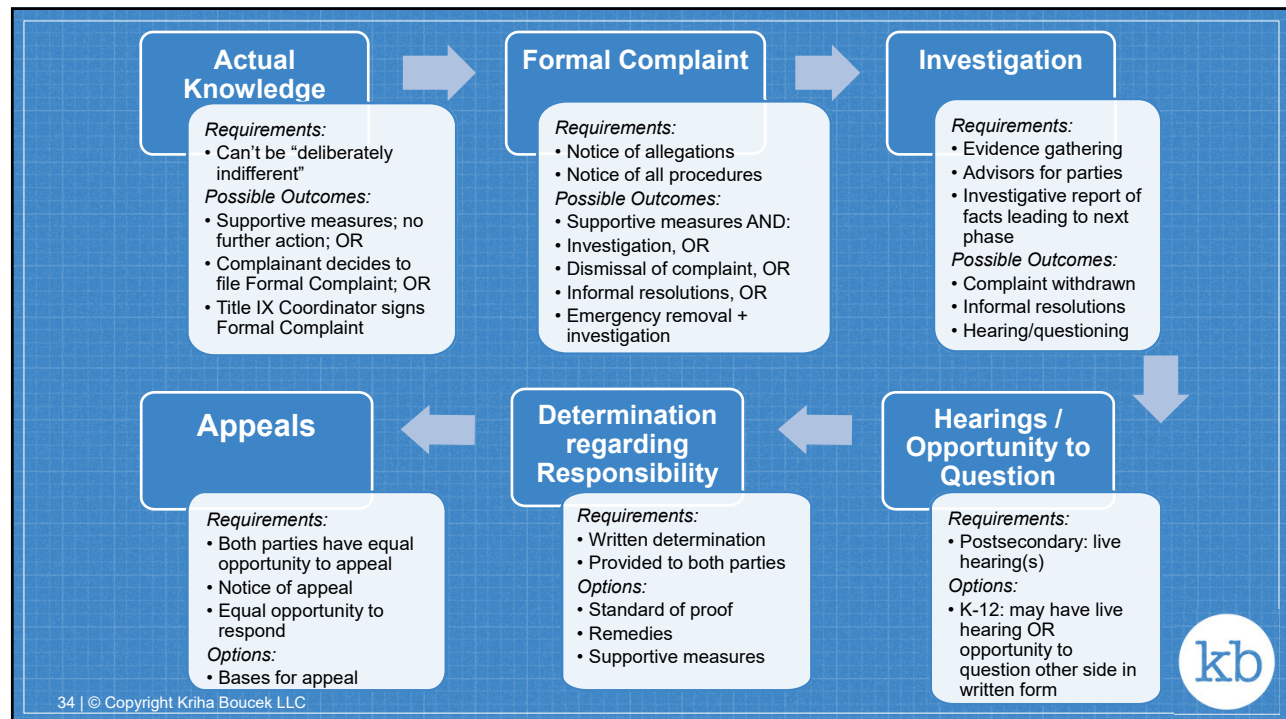 Actual
Knowledge
Requirements:
• Can’t be “deliberately
indifferent”
Possible Outcomes:
• Supportive measures; no
further action; OR
• Complainant decides to
file Formal Complaint; OR
• Title IX Coordinator signs
Formal Complaint
Formal Complaint
Requirements:
• Notice of allegations
• Notice of all procedures
Possible Outcomes:
• Supportive measures AND:
• Investigation, OR
• Dismissal of complaint, OR
• Informal resolutions, OR
• Emergency removal +
investigation
Investigation
Requirements:
• Evidence gathering
• Advisors for parties
• Investigative report of
facts leading to next
phase
Possible Outcomes:
• Complaint withdrawn
• Informal resolutions
• Hearing/questioning
Hearings /
Opportunity to
Question
Requirements:
• Postsecondary: live
hearing(s)
Options:
• K-12: may have live
hearing OR
opportunity to
question other side in
written form
Determination
regarding
Responsibility
Requirements:
• Written determination
• Provided to both parties
Options:
• Standard of proof
• Remedies
• Supportive measures
Appeals
Requirements:
• Both parties have equal
opportunity to appeal
• Notice of appeal
• Equal opportunity to
respond
Options:
• Bases for appeal
34 | © Copyright Kriha Boucek LLC
kb